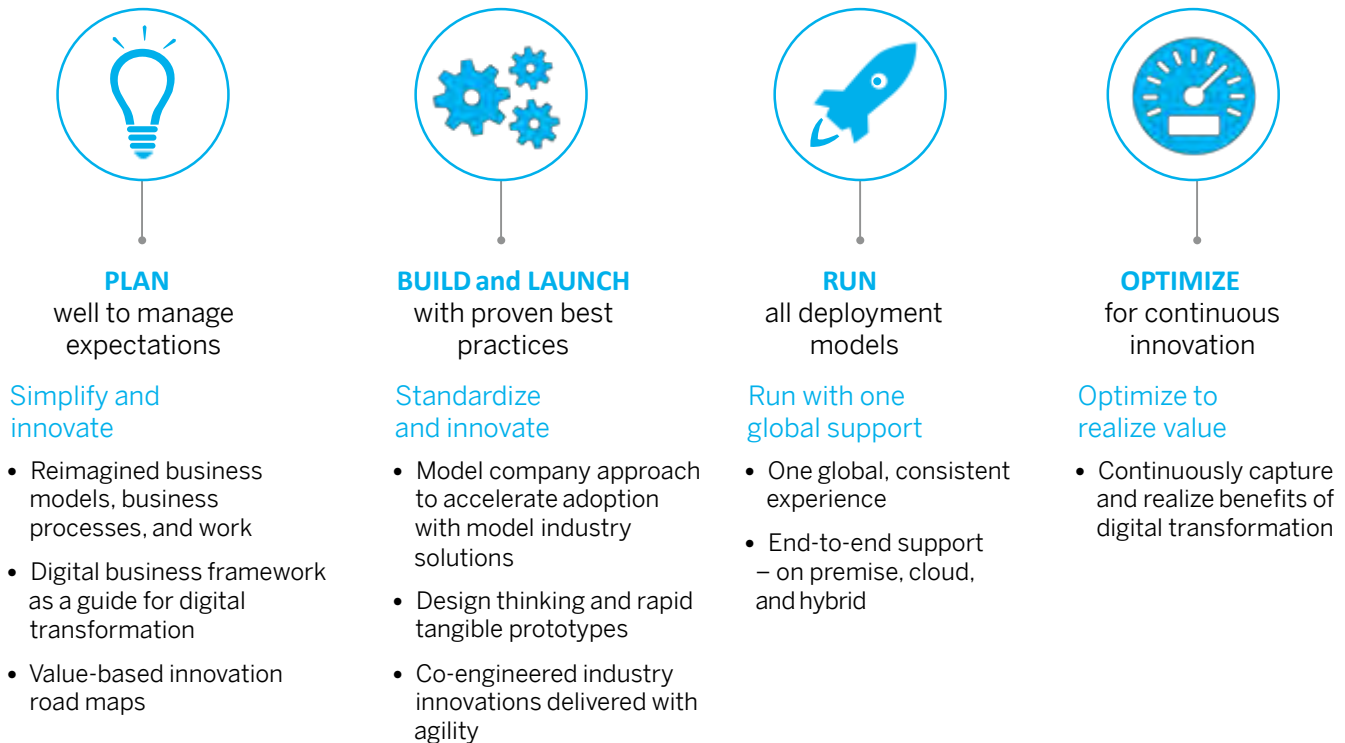 PLAN
well to manage
expectations
Simplify and
innovate
• Reimagined business
models, business
processes, and work
• Digital business framework
as a guide for digital
transformation
• Value-based innovation
road maps
BUILD and LAUNCH
with proven best
practices
Standardize
and innovate
• Model company approach
to accelerate adoption
with model industry
solutions
• Design thinking and rapid
tangible prototypes
• Co-engineered industry
innovations delivered with
agility
RUN
all deployment
models
Run with one
global support
• One global, consistent
experience
• End-to-end support
– on premise, cloud,
and hybrid
OPTIMIZE
for continuous
innovation
Optimize to
realize value
• Continuously capture
and realize benefits of
digital transformation